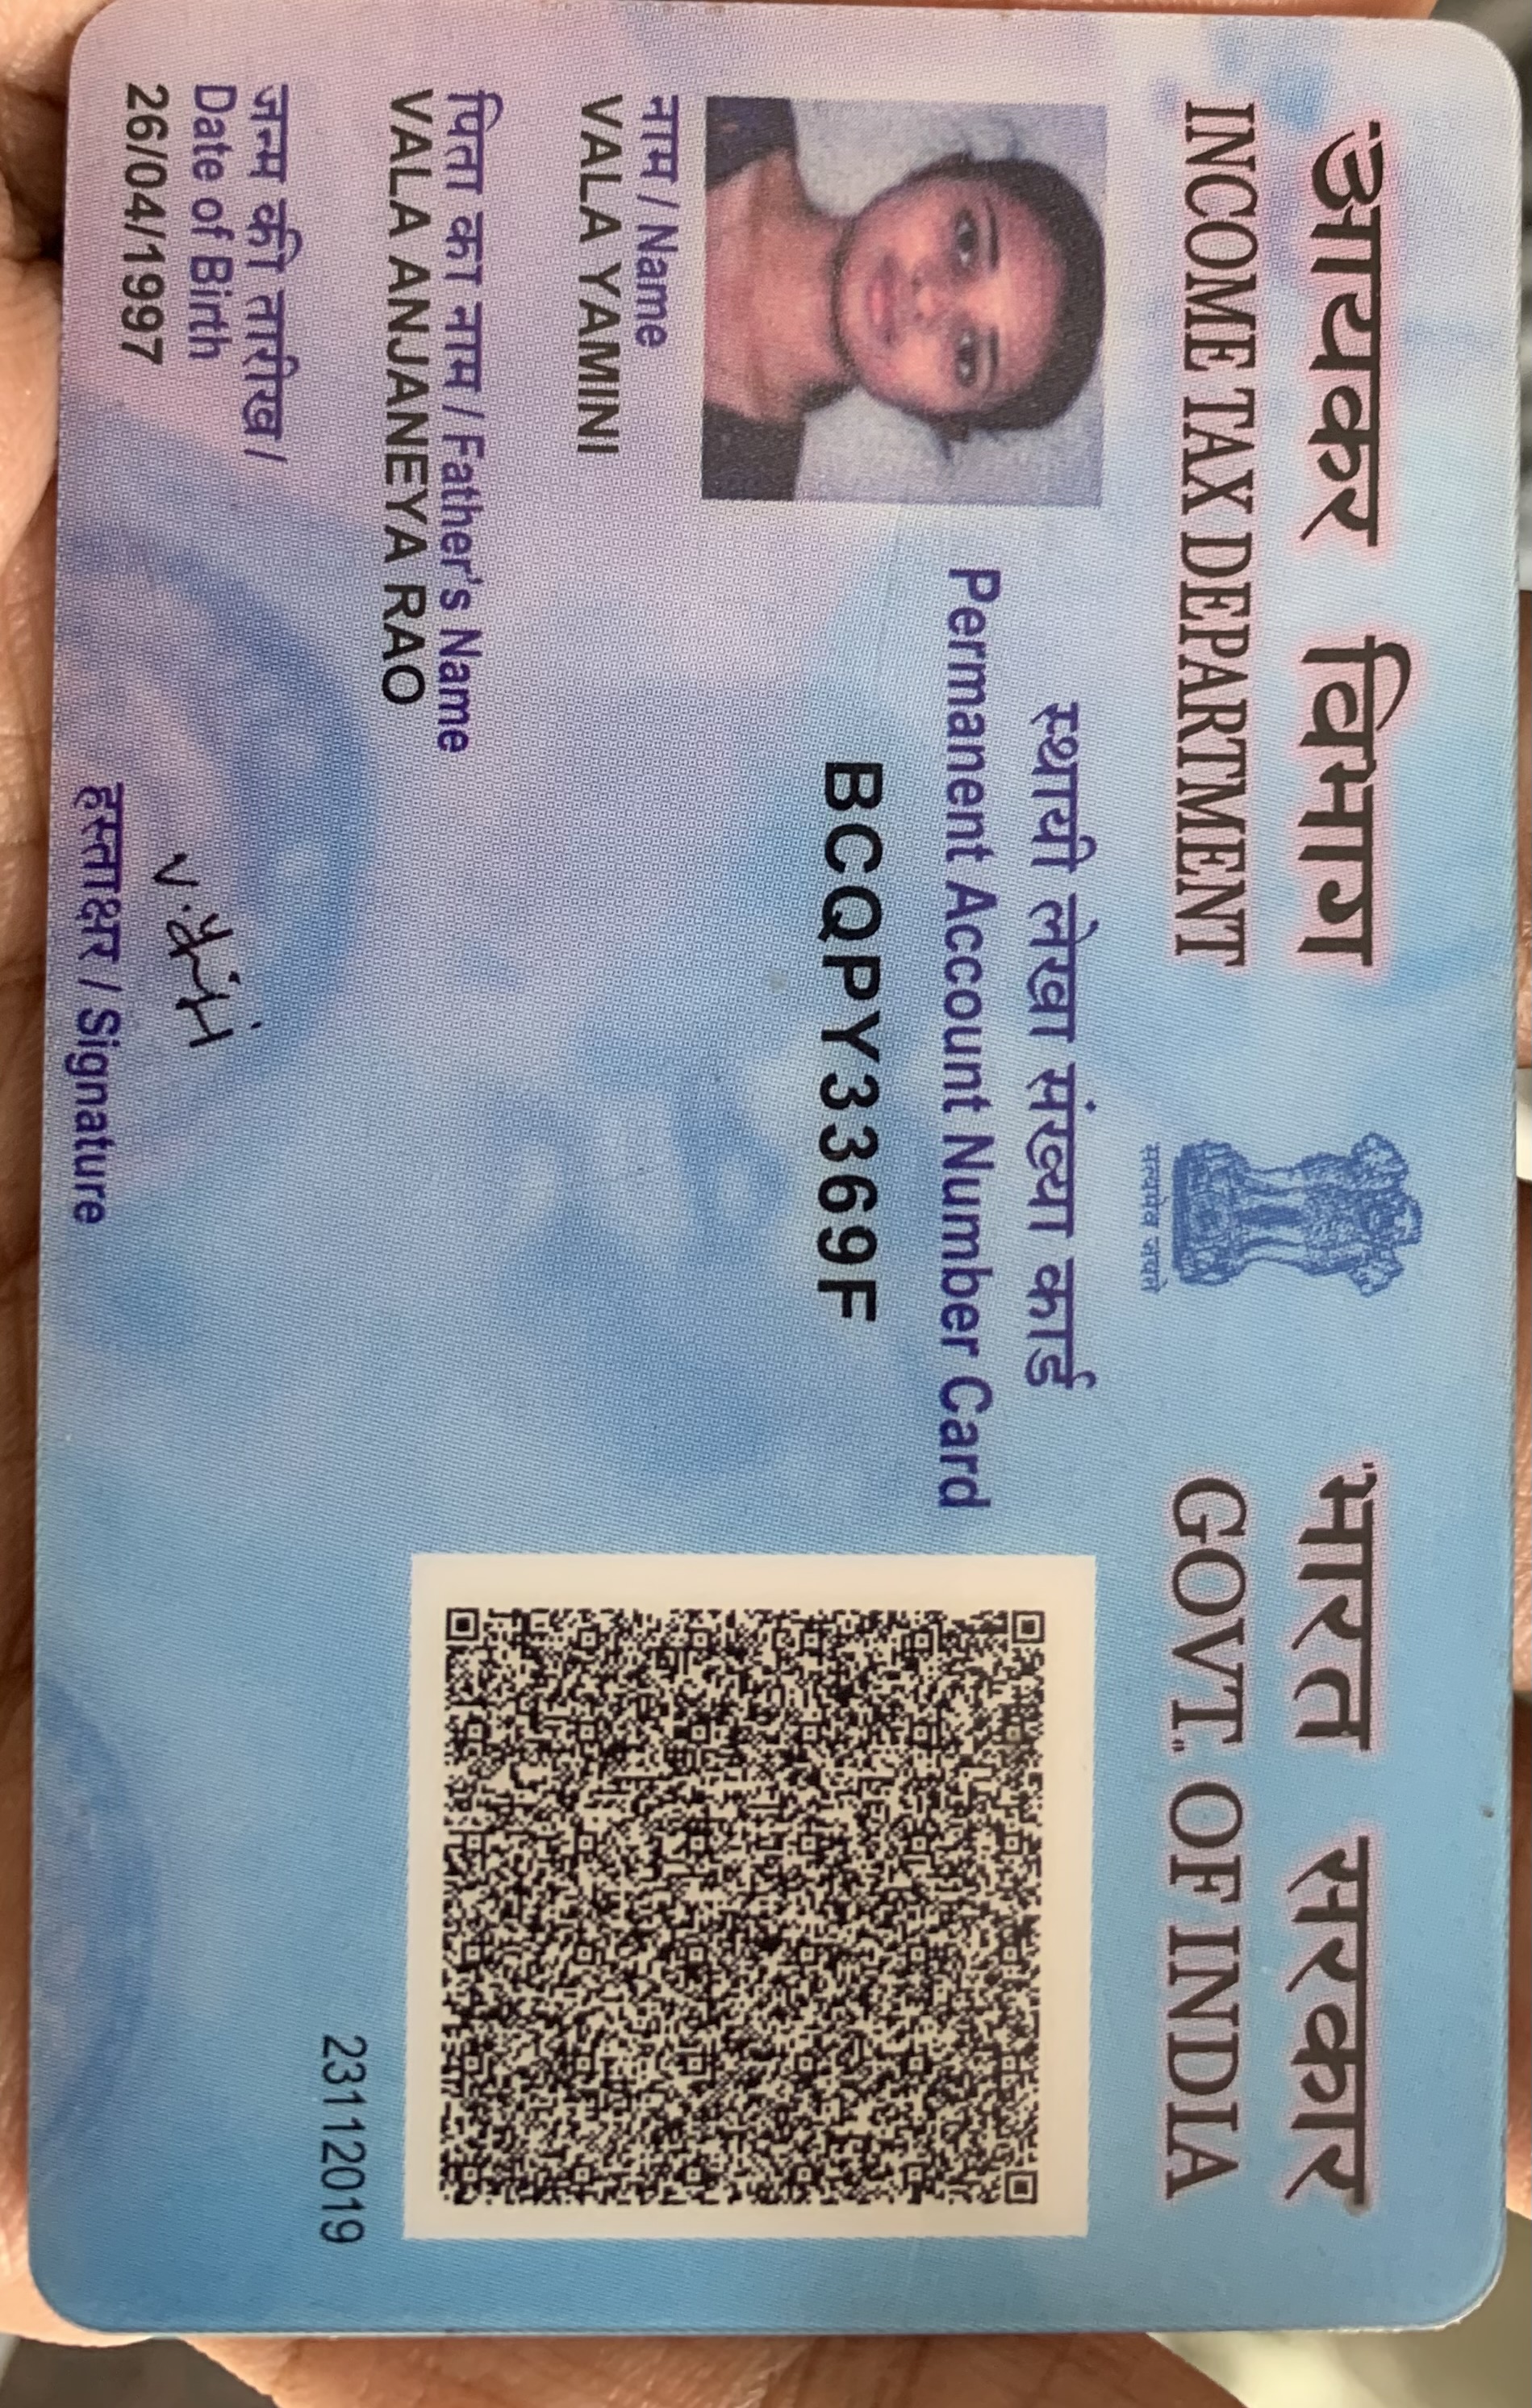 आयकर विभाग
INCOME TAX DEPARTMENT
सत्यमेव जयते
भारत सरकार
GOVT. OF INDIA
स्थायी लेखा संख्या कार्ड
Permanent Account Number Card
BCQPY3369F
नाम / Name
VALA YAMINI
पिता का नाम / Father's Name
VALA ANJANEYA RAO
जन्म की तारीख /
Date of Birth
26/04/1997
हस्ताक्षर / Signature
23112019